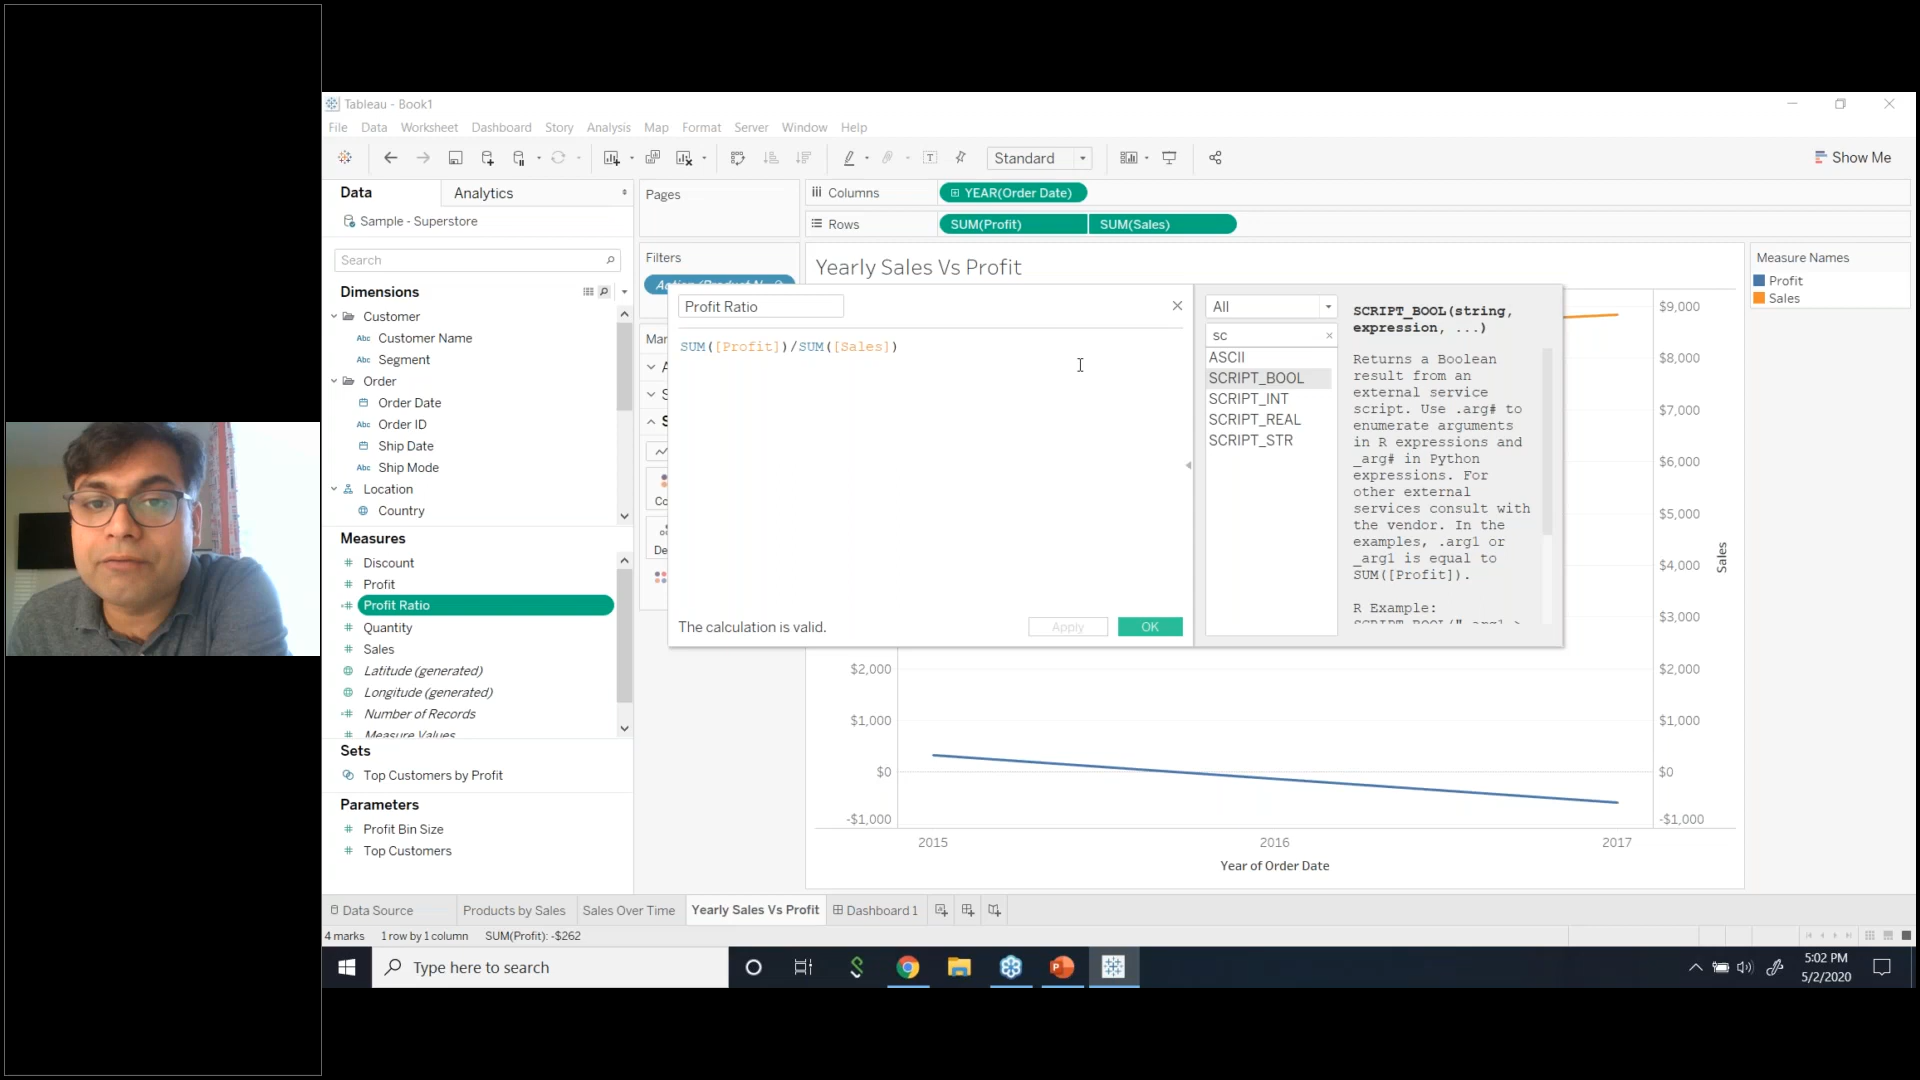 Tableau - Book1
File Data Worksheet Dashboard Story Analysis Map Format Server Window Help
Standard
Show Me
Data Analytics
Sample - Superstore
Search
Dimensions
Customer
Abc Customer Name
Abc Segment
Order
Order Date
Abc Order ID
Ship Date
Abc Ship Mode
Location
Country
Measures
Discount
Profit
Profit Ratio
Quantity
Sales
Latitude (generated)
Longitude (generated)
Number of Records
Measure Values
Sets
Top Customers by Profit
Parameters
Profit Bin Size
Top Customers
Pages
Filters
Mar
Co
De
Columns YEAR(Order Date)
Rows SUM(Profit) SUM(Sales)
Yearly Sales Vs Profit
Profit Ratio
SUM([Profit])/SUM([Sales])
The calculation is valid.
Apply OK
All
sc
ASCII
SCRIPT_BOOL
SCRIPT_INT
SCRIPT_REAL
SCRIPT_STR
SCRIPT_BOOL(string,
expression, ...)
Returns a Boolean
result from an
external service
script. Use .arg# to
enumerate arguments
in R expressions and
_arg# in Python
expressions. For
other external
services consult with
the vendor. In the
examples, .arg1 or
_arg1 is equal to
SUM([Profit]).
R Example:
Measure Names
Profit
Sales
$9,000
$8,000
$7,000
$6,000
$5,000
$4,000
$3,000
$2,000
$1,000
$0
-$1,000
Sales
$2,000
$1,000
$0
-$1,000
2015 2016 2017
Year of Order Date
Data Source Products by Sales Sales Over Time Yearly Sales Vs Profit Dashboard 1
4 marks 1 row by 1 column SUM(Profit): -$262
Type here to search
5:02 PM
5/2/2020